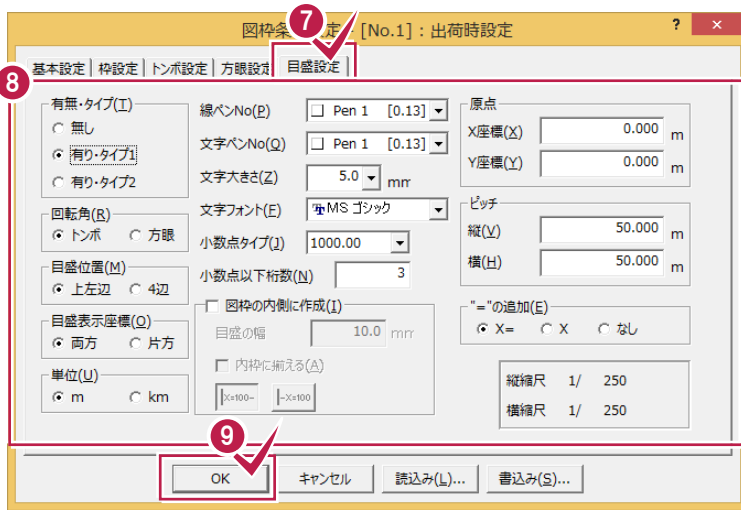 図枠条 定 - [No.1]：出荷時設定 ? ×
7
基本設定 枠設定 トンボ設定 方眼設定 目盛設定
8
有無・タイプ(T)
無し
有り・タイプ1
有り・タイプ2
回転角(R)
トンボ 方眼
目盛位置(M)
上左辺 4辺
目盛表示座標(O)
両方 片方
単位(U)
m km
線ペンNo(P) Pen 1 [0.13]
文字ペンNo(Q) Pen 1 [0.13]
文字大きさ(Z) 5.0 mm
文字フォント(F) MS ゴシック
小数点タイプ(J) 1000.00
小数点以下桁数(N) 3
図枠の内側に作成(I)
目盛の幅 10.0 mm
内枠に揃える(A)
X=100- -X=100
原点
X座標(X) 0.000 m
Y座標(Y) 0.000 m
ピッチ
縦(V) 50.000 m
横(H) 50.000 m
"="の追加(E)
X= X なし
縦縮尺 1/ 250
横縮尺 1/ 250
9
OK キャンセル 読込み(L)... 書込み(S)...